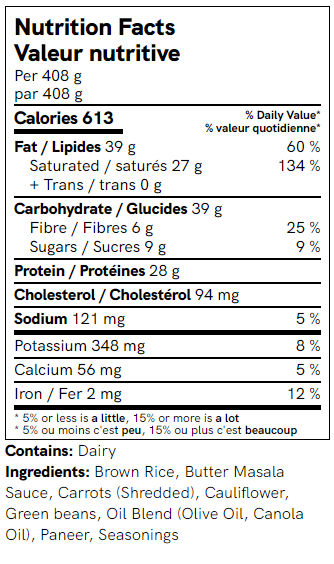 Nutrition Facts
Valeur nutritive
Per 408 g
par 408 g
Calories 613
% Daily Value*
% valeur quotidienne*
Fat / Lipides 39 g 60 %
Saturated / saturés 27 g 134 %
+ Trans / trans 0 g
Carbohydrate / Glucides 39 g
Fibre / Fibres 6 g 25 %
Sugars / Sucres 9 g 9 %
Protein / Protéines 28 g
Cholesterol / Cholestérol 94 mg
Sodium 121 mg 5 %
Potassium 348 mg 8 %
Calcium 56 mg 5 %
Iron / Fer 2 mg 12 %
* 5% or less is a little, 15% or more is a lot
* 5% ou moins c'est peu, 15% ou plus c'est beaucoup
Contains: Dairy
Ingredients: Brown Rice, Butter Masala
Sauce, Carrots (Shredded), Cauliflower,
Green beans, Oil Blend (Olive Oil, Canola
Oil), Paneer, Seasonings